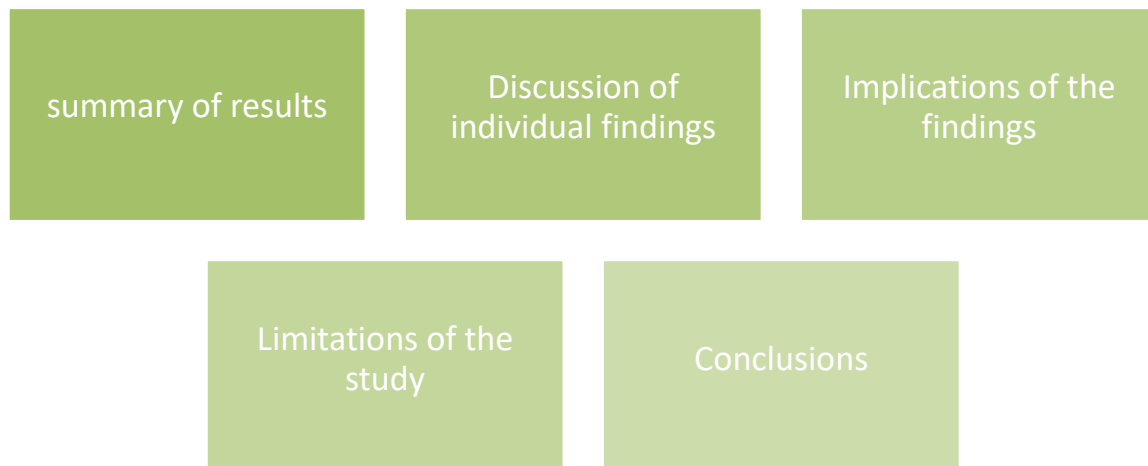 summary of results
Discussion of
individual findings
Implications of the
findings
Limitations of the
study
Conclusions